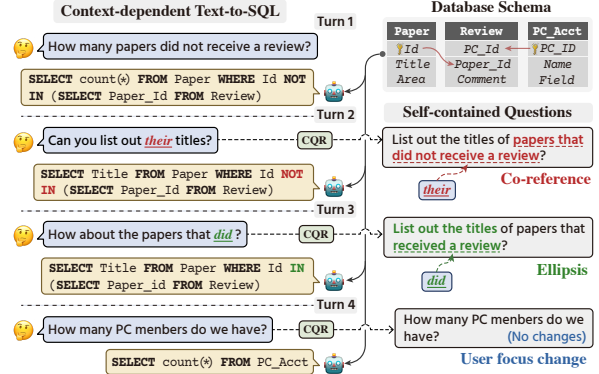 Context-dependent Text-to-SQL
Turn 1
How many papers did not receive a review?
SELECT count(*) FROM Paper WHERE Id NOT
IN (SELECT Paper_Id FROM Review)
Turn 2
Can you list out their titles?
CQR
SELECT Title FROM Paper WHERE Id NOT
IN (SELECT Paper_Id FROM Review)
Turn 3
How about the papers that did ?
CQR
SELECT Title FROM Paper WHERE Id IN
(SELECT Paper_id FROM Review)
Turn 4
How many PC menbers do we have?
CQR
SELECT count(*) FROM PC_Acct
Database Schema
Paper Review PC_Acct
Id PC_Id PC_ID
Title Paper_Id Name
Area Comment Field
Self-contained Questions
List out the titles of papers that
did not receive a review?
their
Co-reference
List out the titles of papers that
received a review?
did
Ellipsis
How many PC menbers do we
have? (No changes)
User focus change